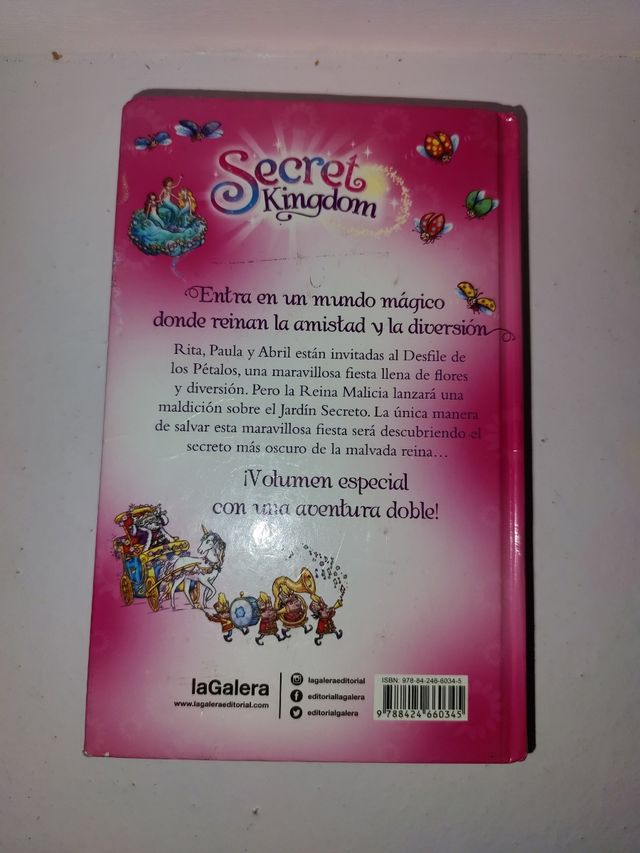 Secret
Kingdom
Entra en un mundo mágico
donde reinan la amistad y la diversión
Rita, Paula y Abril están invitadas al Desfile de
los Pétalos, una maravillosa fiesta llena de flores
y diversión. Pero la Reina Malicia lanzará una
maldición sobre el Jardín Secreto. La única manera
de salvar esta maravillosa fiesta será descubriendo el
secreto más oscuro de la malvada reina…
¡Volumen especial
con una aventura doble!
laGalera
www.lagaleraeditorial.com
lagaleraeditorial
editoriallagalera
editorialgalera
ISBN: 978-84-246-6034-5
9 788424 660345